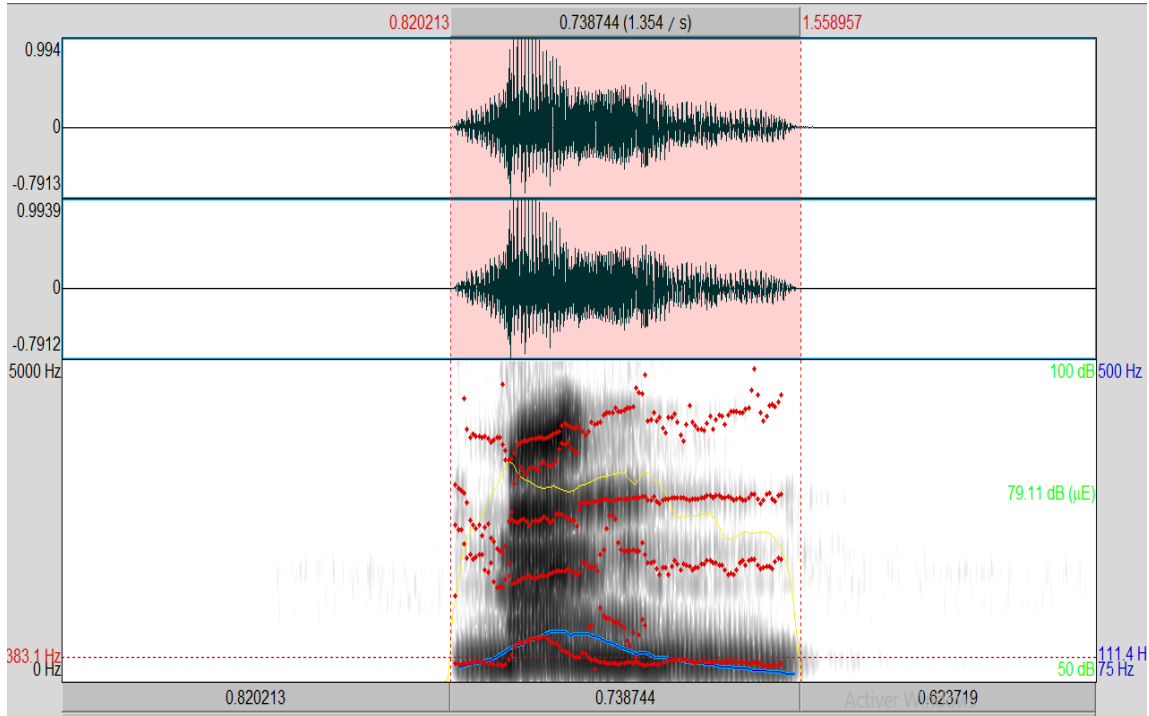 0.820213 0.738744 (1.354 / s) 1.558957
0.994
0
-0.7913
0.9939
0
-0.7912
5000 Hz 100 dB 500 Hz
79.11 dB (µE)
383.1 Hz 111.4 H
0 Hz 50 dB 75 Hz
0.820213 0.738744 0.623719
Activer